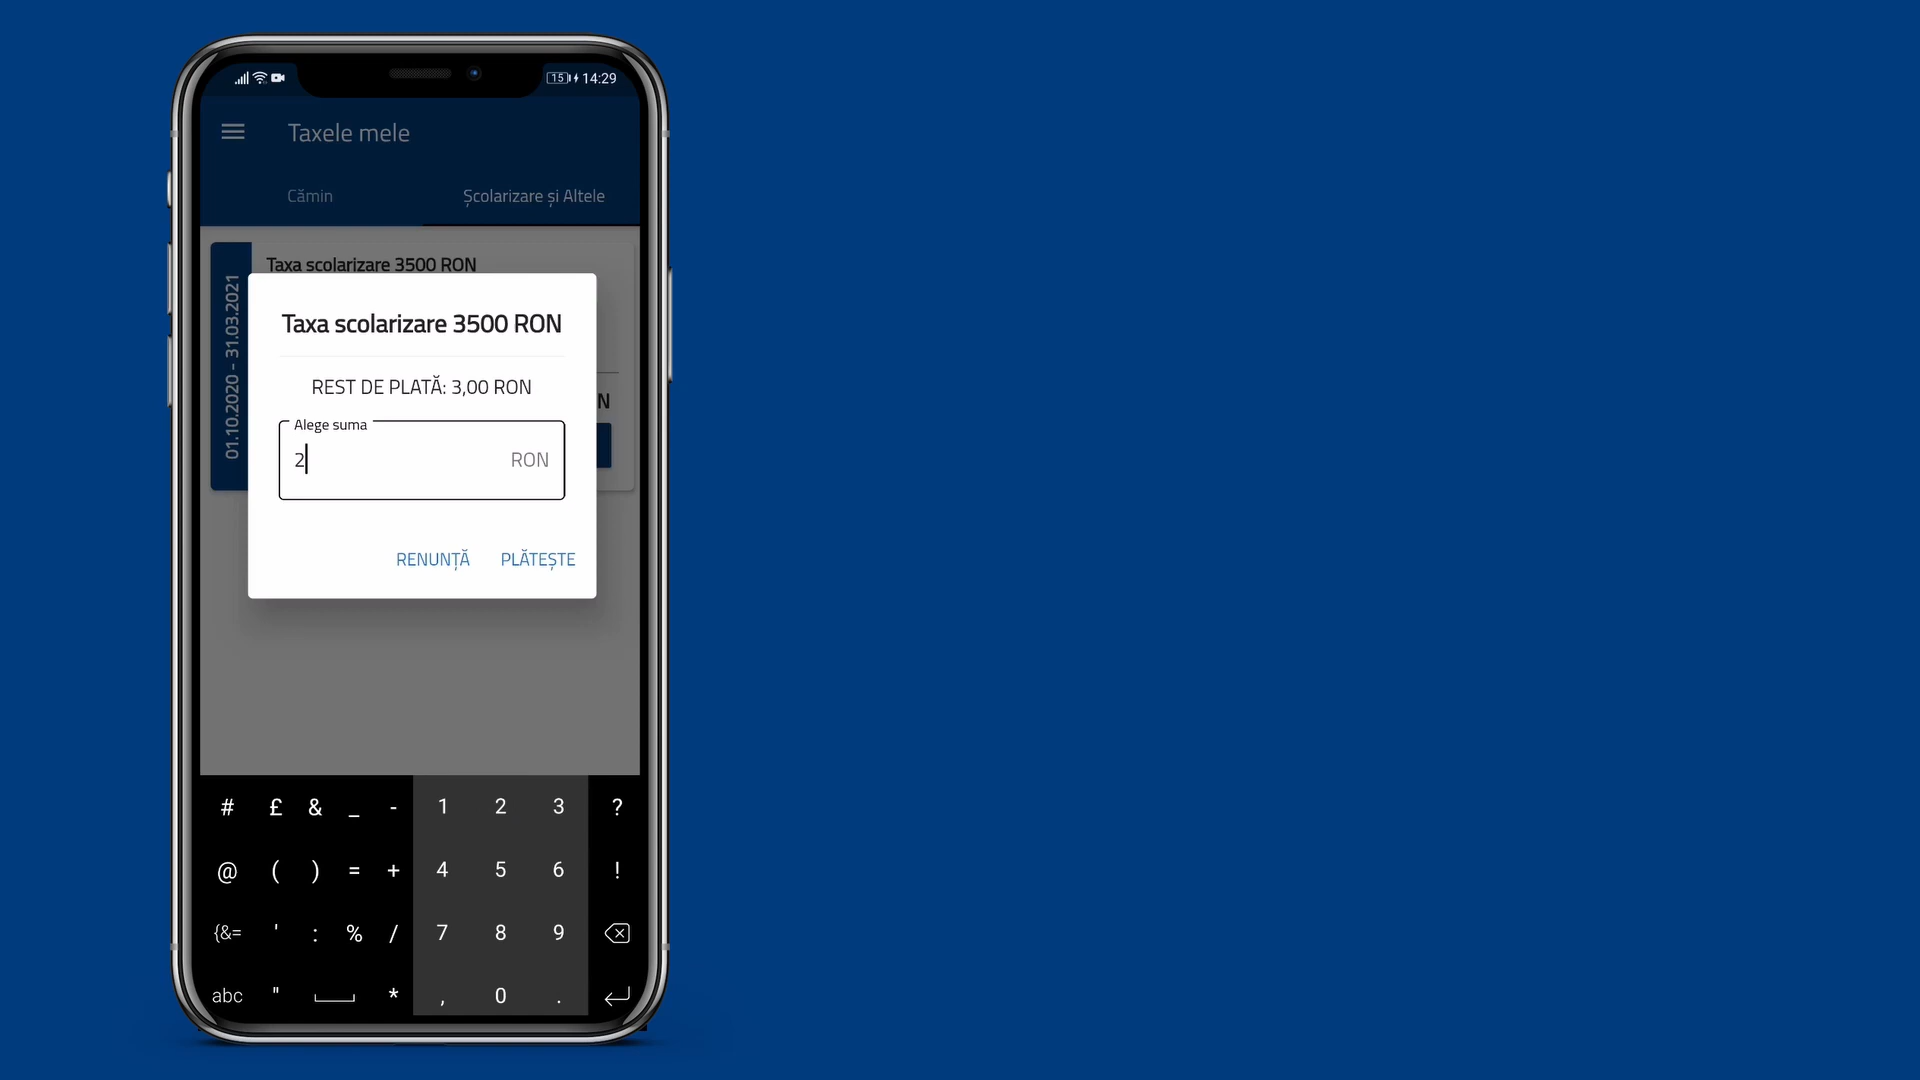 15 14:29
Taxele mele
Cămin Școlarizare și Altele
Taxa scolarizare 3500 RON
01.10.2020 - 31.03.2021
Taxa scolarizare 3500 RON
REST DE PLATĂ: 3,00 RON
N
Alege suma
2 RON
RENUNȚĂ PLĂTEȘTE
# £ & _ - 1 2 3 ?
@ ( ) = + 4 5 6 !
{&= ' : % / 7 8 9
abc " * , 0 .